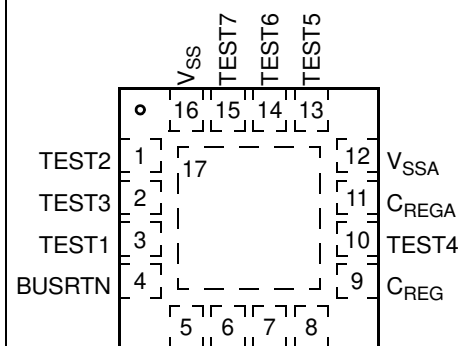 VSS TEST7 TEST6 TEST5
16 15 14 13
TEST2 1 17 12 VSSA
TEST3 2 11 CREGA
TEST1 3 10 TEST4
BUSRTN 4 9 CREG
5 6 7 8